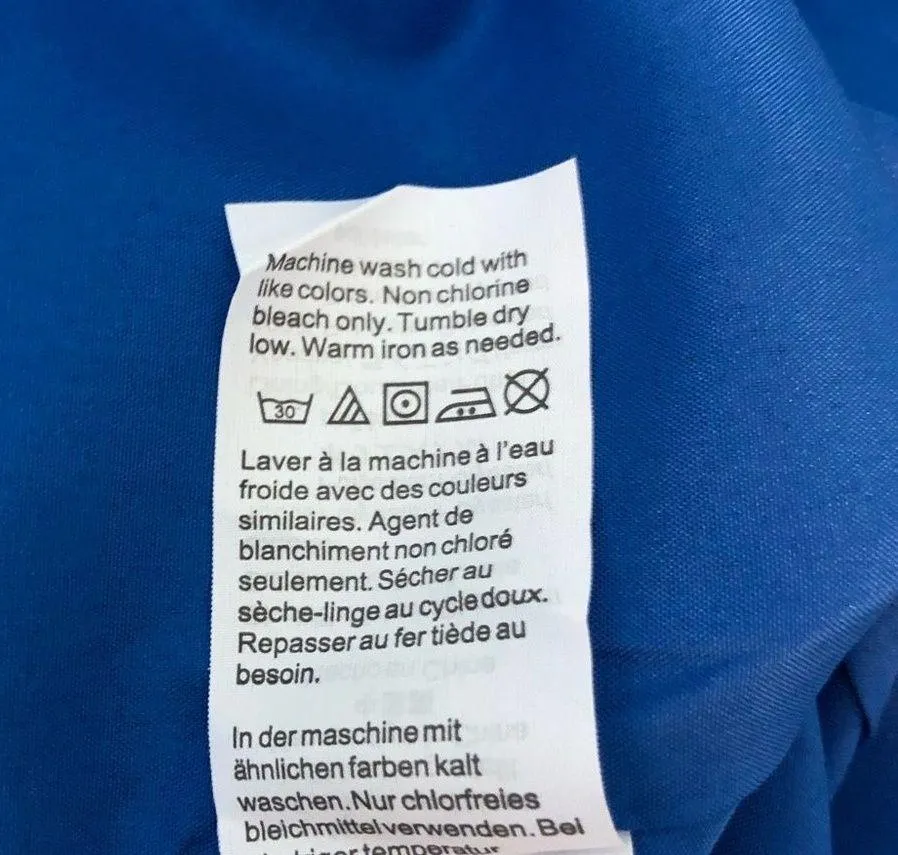 Machine wash cold with
like colors. Non chlorine
bleach only. Tumble dry
low. Warm iron as needed.
30
Laver à la machine à l'eau
froide avec des couleurs
similaires. Agent de
blanchiment non chloré
seulement. Sécher au
sèche-linge au cycle doux.
Repasser au fer tiède au
besoin.
In der maschine mit
ähnlichen farben kalt
waschen. Nur chlorfreies
bleichmittel verwenden. Bei
temperatur